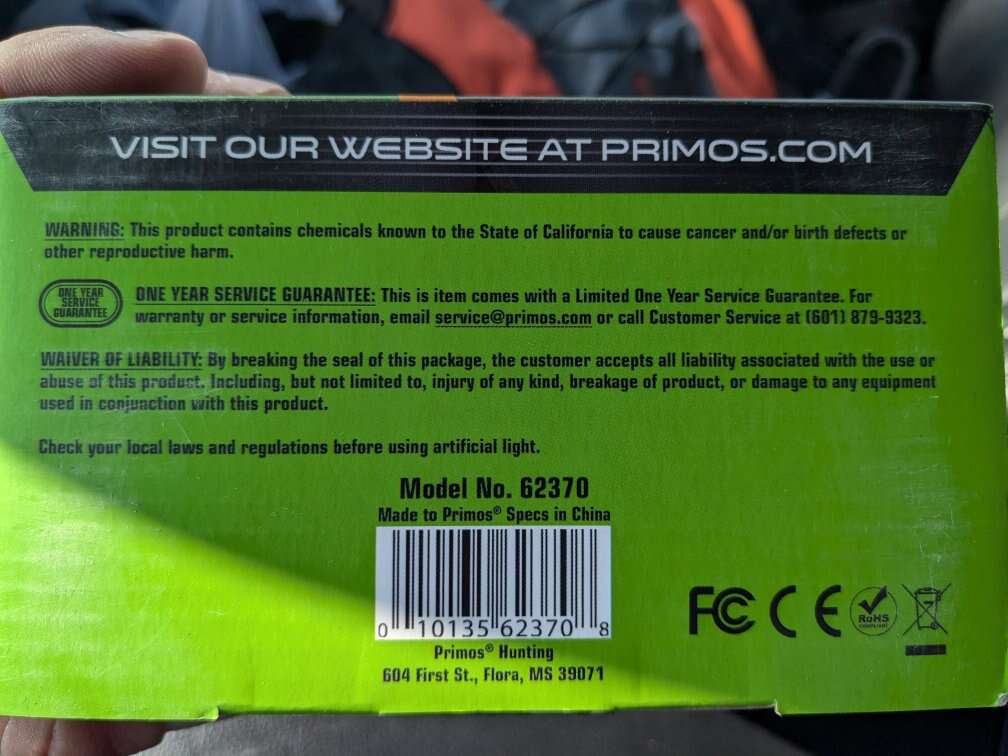 VISIT OUR WEBSITE AT PRIMOS.COM
WARNING: This product contains chemicals known to the State of California to cause cancer and/or birth defects or
other reproductive harm.
ONE YEAR
SERVICE
GUARANTEE
ONE YEAR SERVICE GUARANTEE: This is item comes with a Limited One Year Service Guarantee. For
warranty or service information, email service@primos.com or call Customer Service at (601) 879-9323.
WAIVER OF LIABILITY: By breaking the seal of this package, the customer accepts all liability associated with the use or
abuse of this product. Including, but not limited to, injury of any kind, breakage of product, or damage to any equipment
used in conjunction with this product.
Check your local laws and regulations before using artificial light.
Model No. 62370
Made to Primos® Specs in China
0 10135 62370 8
Primos® Hunting
604 First St., Flora, MS 39071
FC CE
RoHS
COMPLIANT